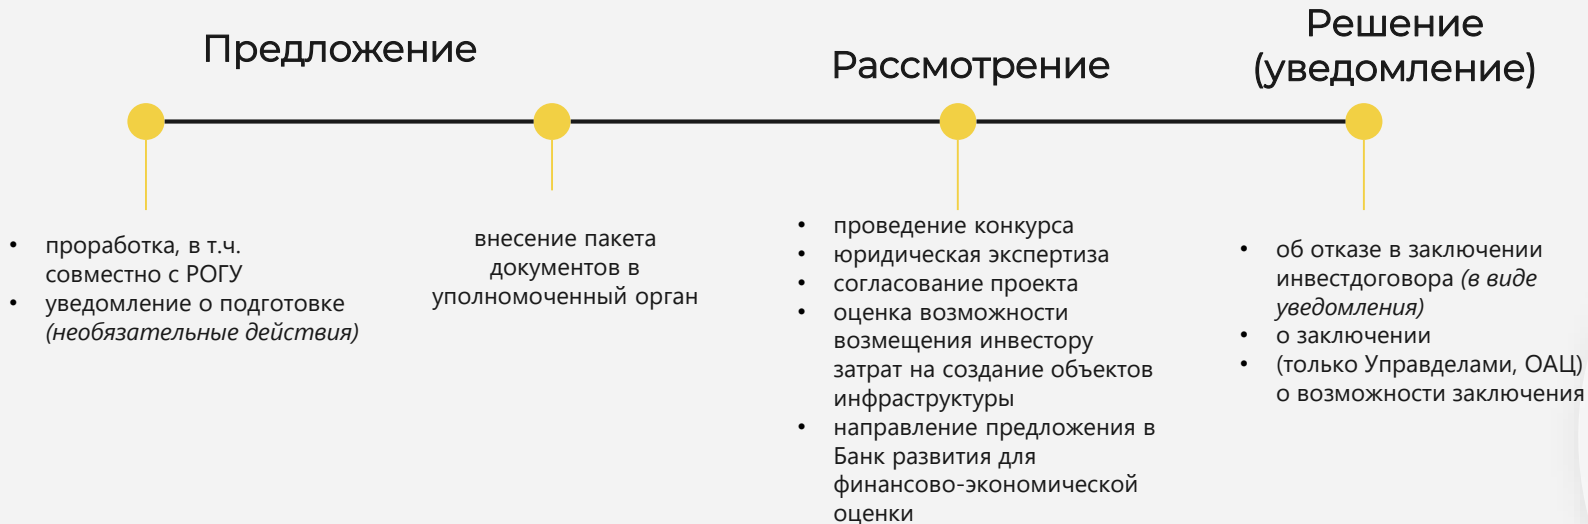 Предложение
• проработка, в т.ч.
совместно с РОГУ
• уведомление о подготовке
(необязательные действия)
внесение пакета
документов в
уполномоченный орган
Рассмотрение
• проведение конкурса
• юридическая экспертиза
• согласование проекта
• оценка возможности
возмещения инвестору
затрат на создание объектов
инфраструктуры
• направление предложения в
Банк развития для
финансово-экономической
оценки
Решение
(уведомление)
• об отказе в заключении
инвестдоговора (в виде
уведомления)
• о заключении
• (только Управделами, ОАЦ)
о возможности заключения